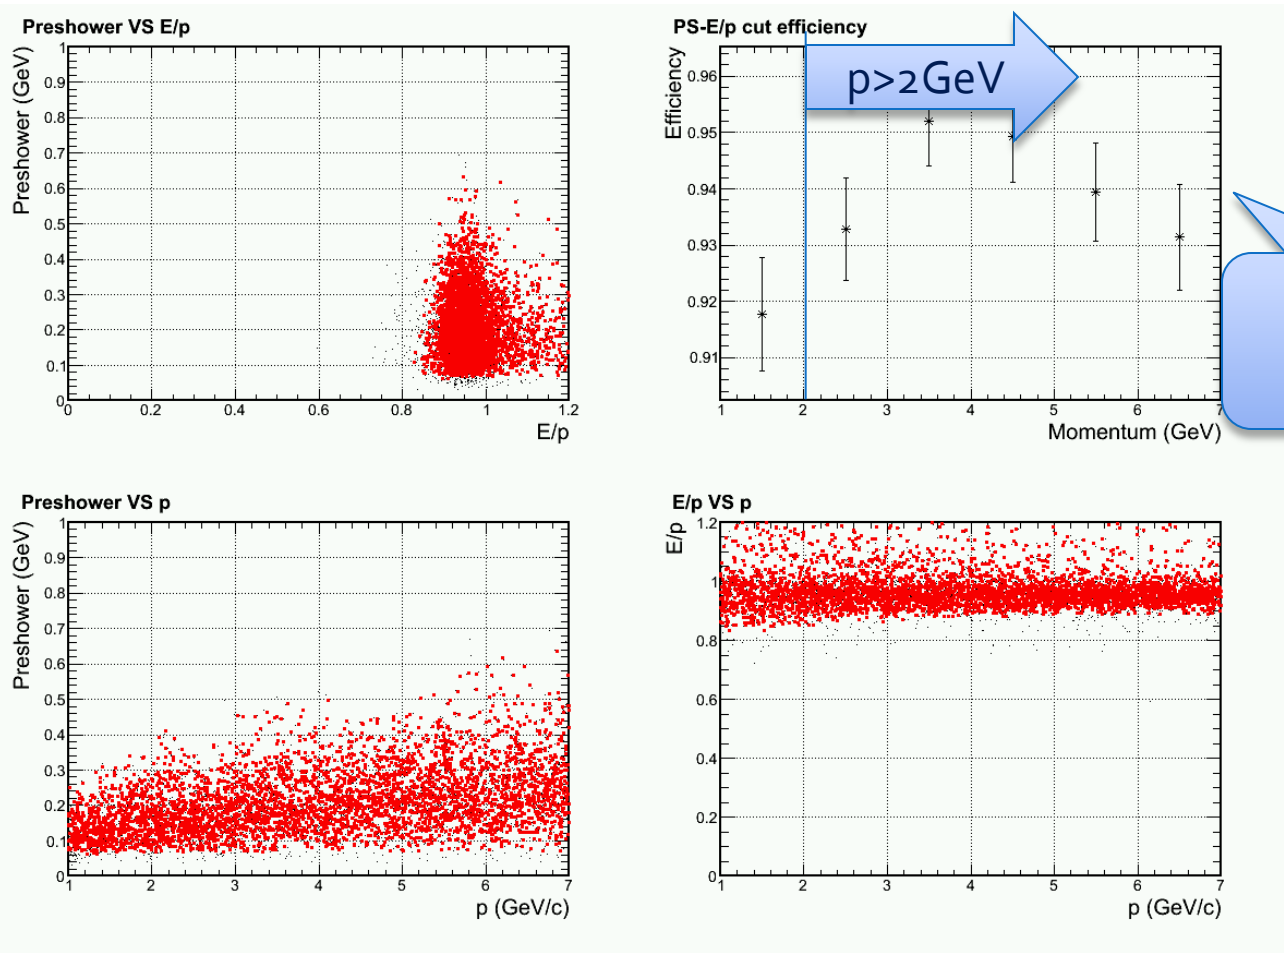 Preshower VS E/p
Preshower (GeV)
1
0.9
0.8
0.7
0.6
0.5
0.4
0.3
0.2
0.1
0
0 0.2 0.4 0.6 0.8 1 1.2
E/p
PS-E/p cut efficiency
p>2GeV
Efficiency
0.96
0.95
0.94
0.93
0.92
0.91
1 2 3 4 5 6 7
Momentum (GeV)
Preshower VS p
Preshower (GeV)
1
0.9
0.8
0.7
0.6
0.5
0.4
0.3
0.2
0.1
0
1 2 3 4 5 6 7
p (GeV/c)
E/p VS p
E/p
1.2
1
0.8
0.6
0.4
0.2
0
1 2 3 4 5 6 7
p (GeV/c)